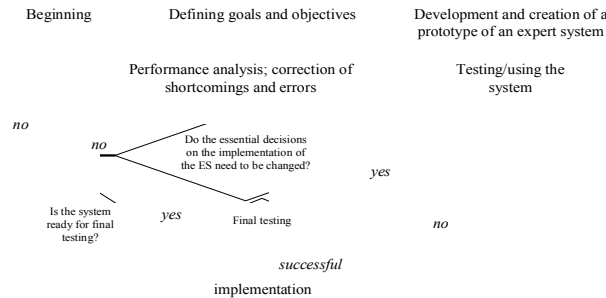 Beginning
Defining goals and objectives
Development and creation of a
prototype of an expert system
Performance analysis; correction of
shortcomings and errors
Testing/using the
system
no
no
Do the essential decisions
on the implementation of
the ES need to be changed?
yes
Is the system
ready for final
testing?
yes
Final testing
no
successful
implementation